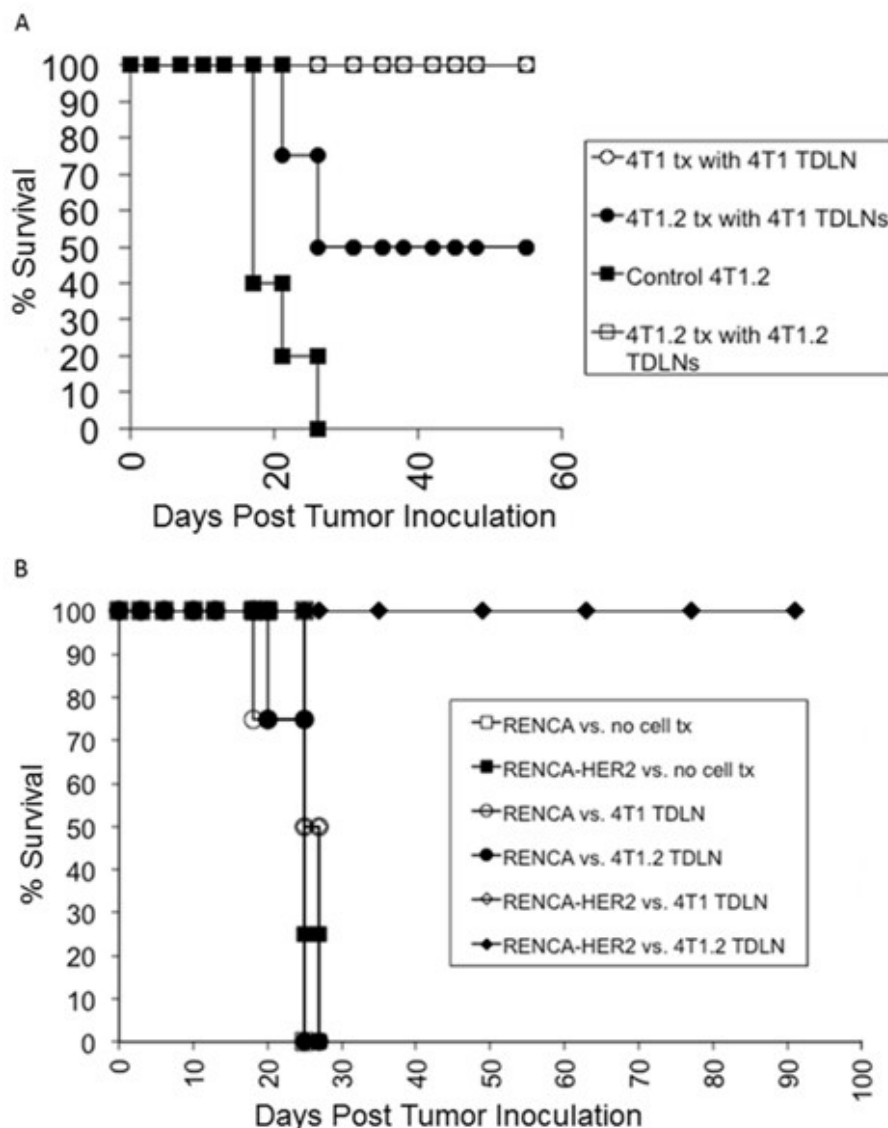 A
100
90
80
70
60
50
40
30
20
10
0
% Survival
0
20
40
60
Days Post Tumor Inoculation
4T1 tx with 4T1 TDLN
4T1.2 tx with 4T1 TDLNs
Control 4T1.2
4T1.2 tx with 4T1.2
TDLNs
B
100
90
80
70
60
50
40
30
20
10
0
% Survival
0
10
20
30
40
50
60
70
80
90
100
Days Post Tumor Inoculation
RENCA vs. no cell tx
RENCA-HER2 vs. no cell tx
RENCA vs. 4T1 TDLN
RENCA vs. 4T1.2 TDLN
RENCA-HER2 vs. 4T1 TDLN
RENCA-HER2 vs. 4T1.2 TDLN